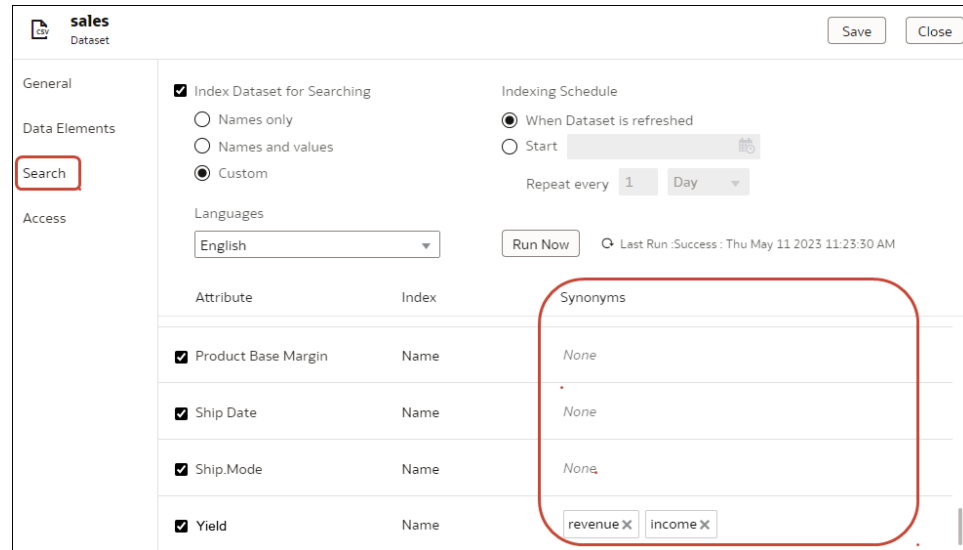 CSV
sales
Dataset
Save
Close
General
Data Elements
Search
Access
Index Dataset for Searching
Names only
Names and values
Custom
Languages
English
Indexing Schedule
When Dataset is refreshed
Start
Repeat every 1 Day
Run Now
Last Run :Success : Thu May 11 2023 11:23:30 AM
Attribute Index Synonyms
Product Base Margin Name None
Ship Date Name None
Ship.Mode Name None
Yield Name revenue income